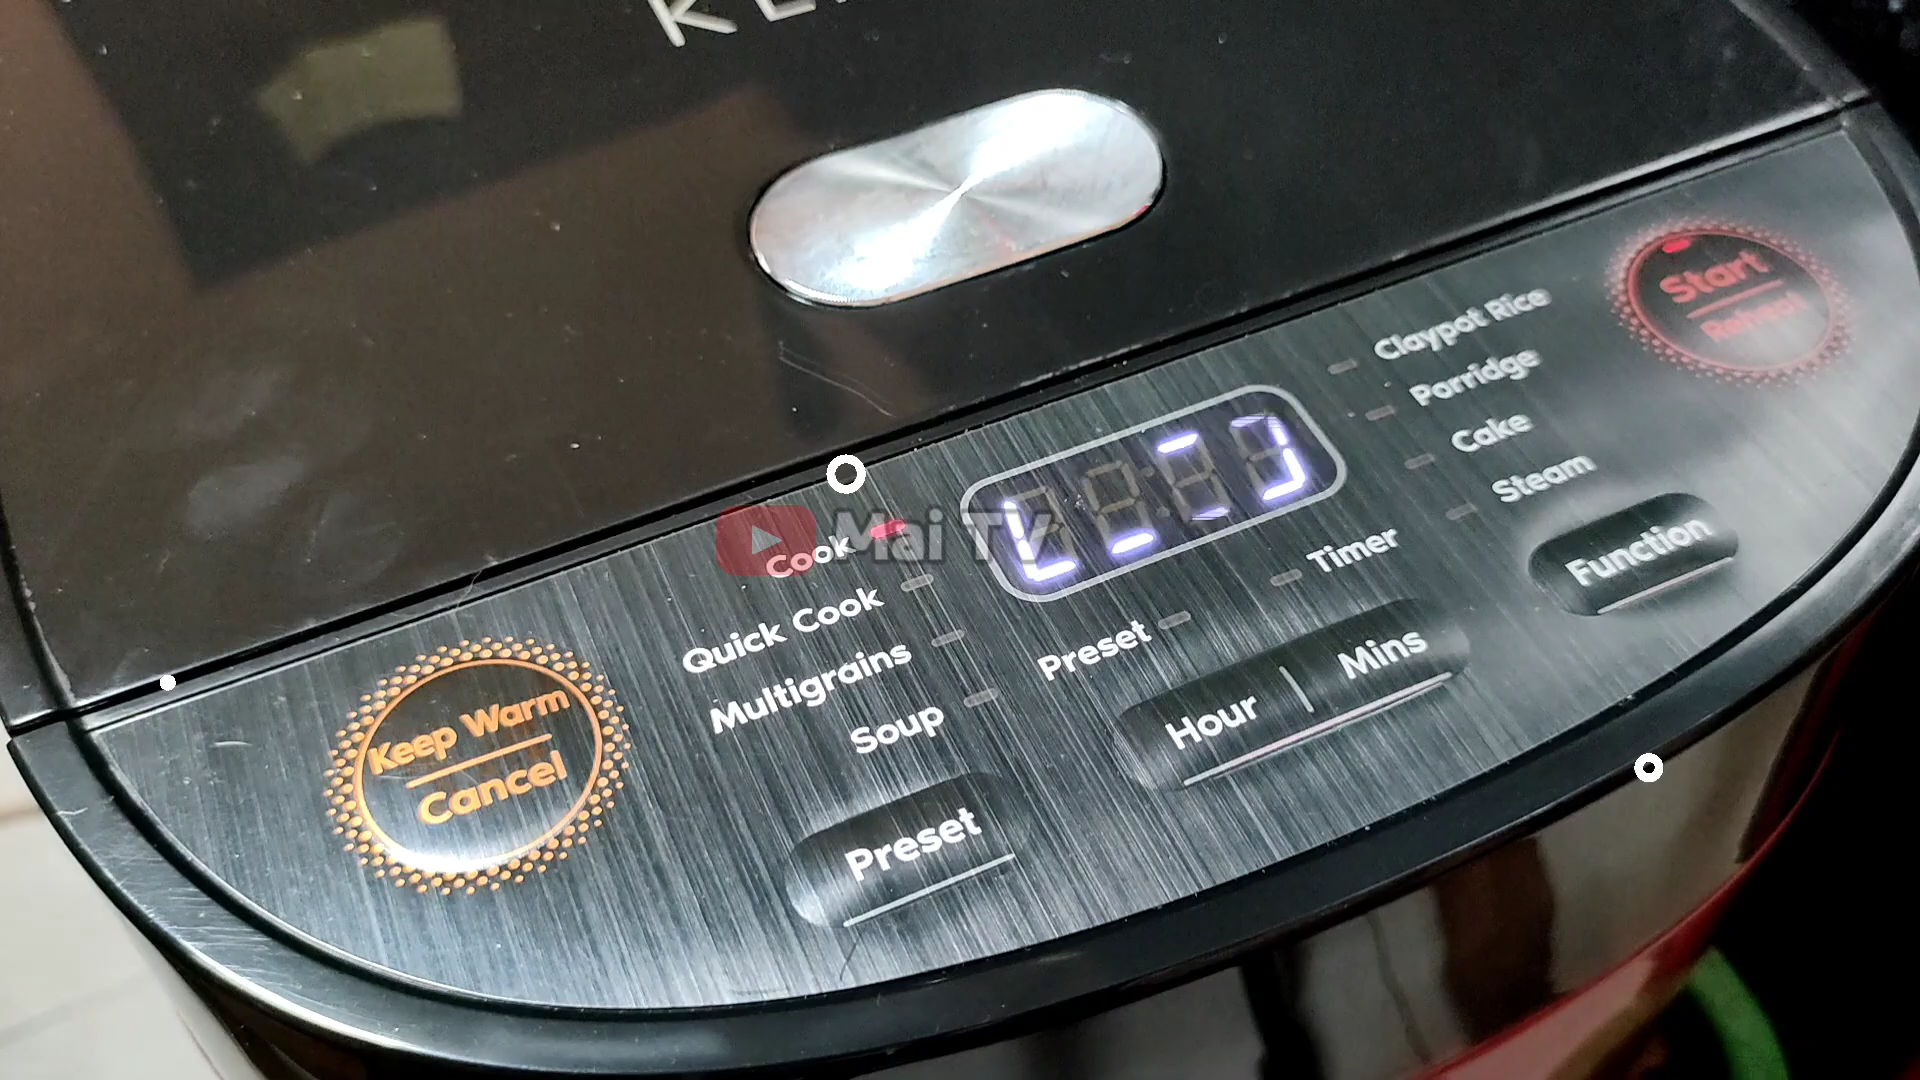 Start
Reheat
Claypot Rice
Porridge
Cake
Steam
Function
Timer
Mai TV
Cook
Quick Cook
Multigrains
Soup
Preset
Hour | Mins
Preset
Keep Warm
Cancel